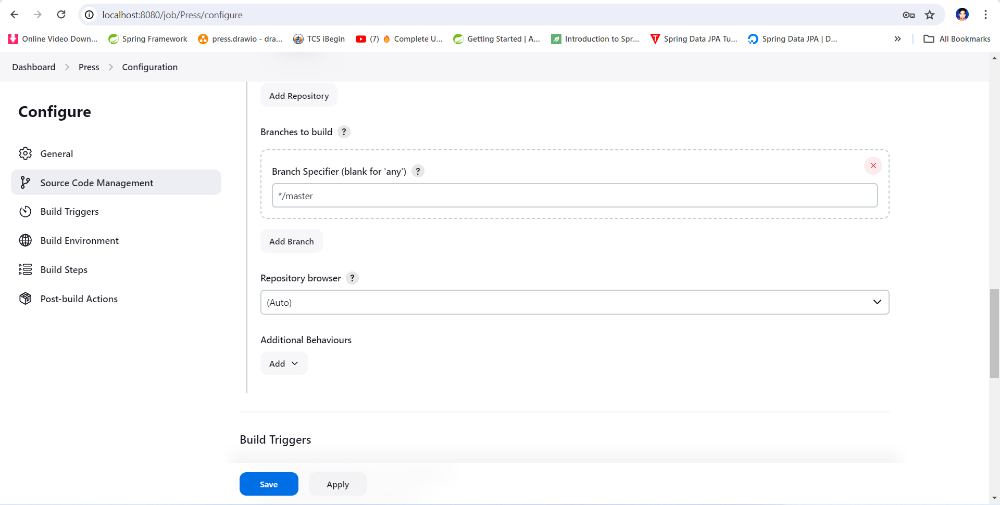 localhost:8080/job/Press/configure
Online Video Down... Spring Framework press.drawio - dra... TCS iBegin (7) Complete U... Getting Started | A... Introduction to Spr... Spring Data JPA Tu... Spring Data JPA | D... All Bookmarks
Dashboard Press Configuration
Configure
General
Source Code Management
Build Triggers
Build Environment
Build Steps
Post-build Actions
Add Repository
Branches to build ?
Branch Specifier (blank for 'any') ?
*/master
Add Branch
Repository browser ?
(Auto)
Additional Behaviours
Add
Build Triggers
Save Apply